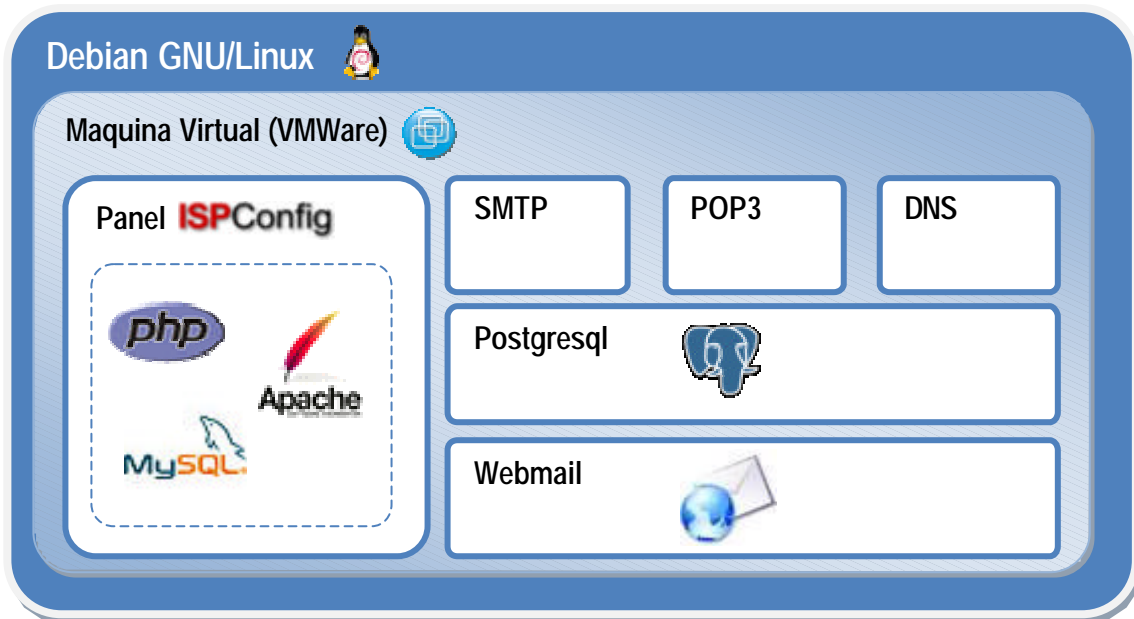 Debian GNU/Linux
Maquina Virtual (VMWare)
Panel ISPConfig
SMTP
POP3
DNS
php
Apache
MySQL
Postgresql
Webmail